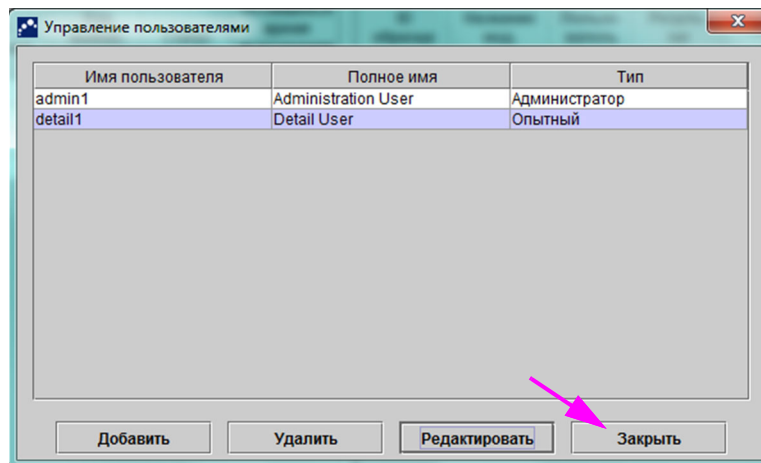 Управление пользователями
Имя пользователя Полное имя Тип
admin1 Administration User Администратор
detail1 Detail User Опытный
Добавить Удалить Редактировать Закрыть